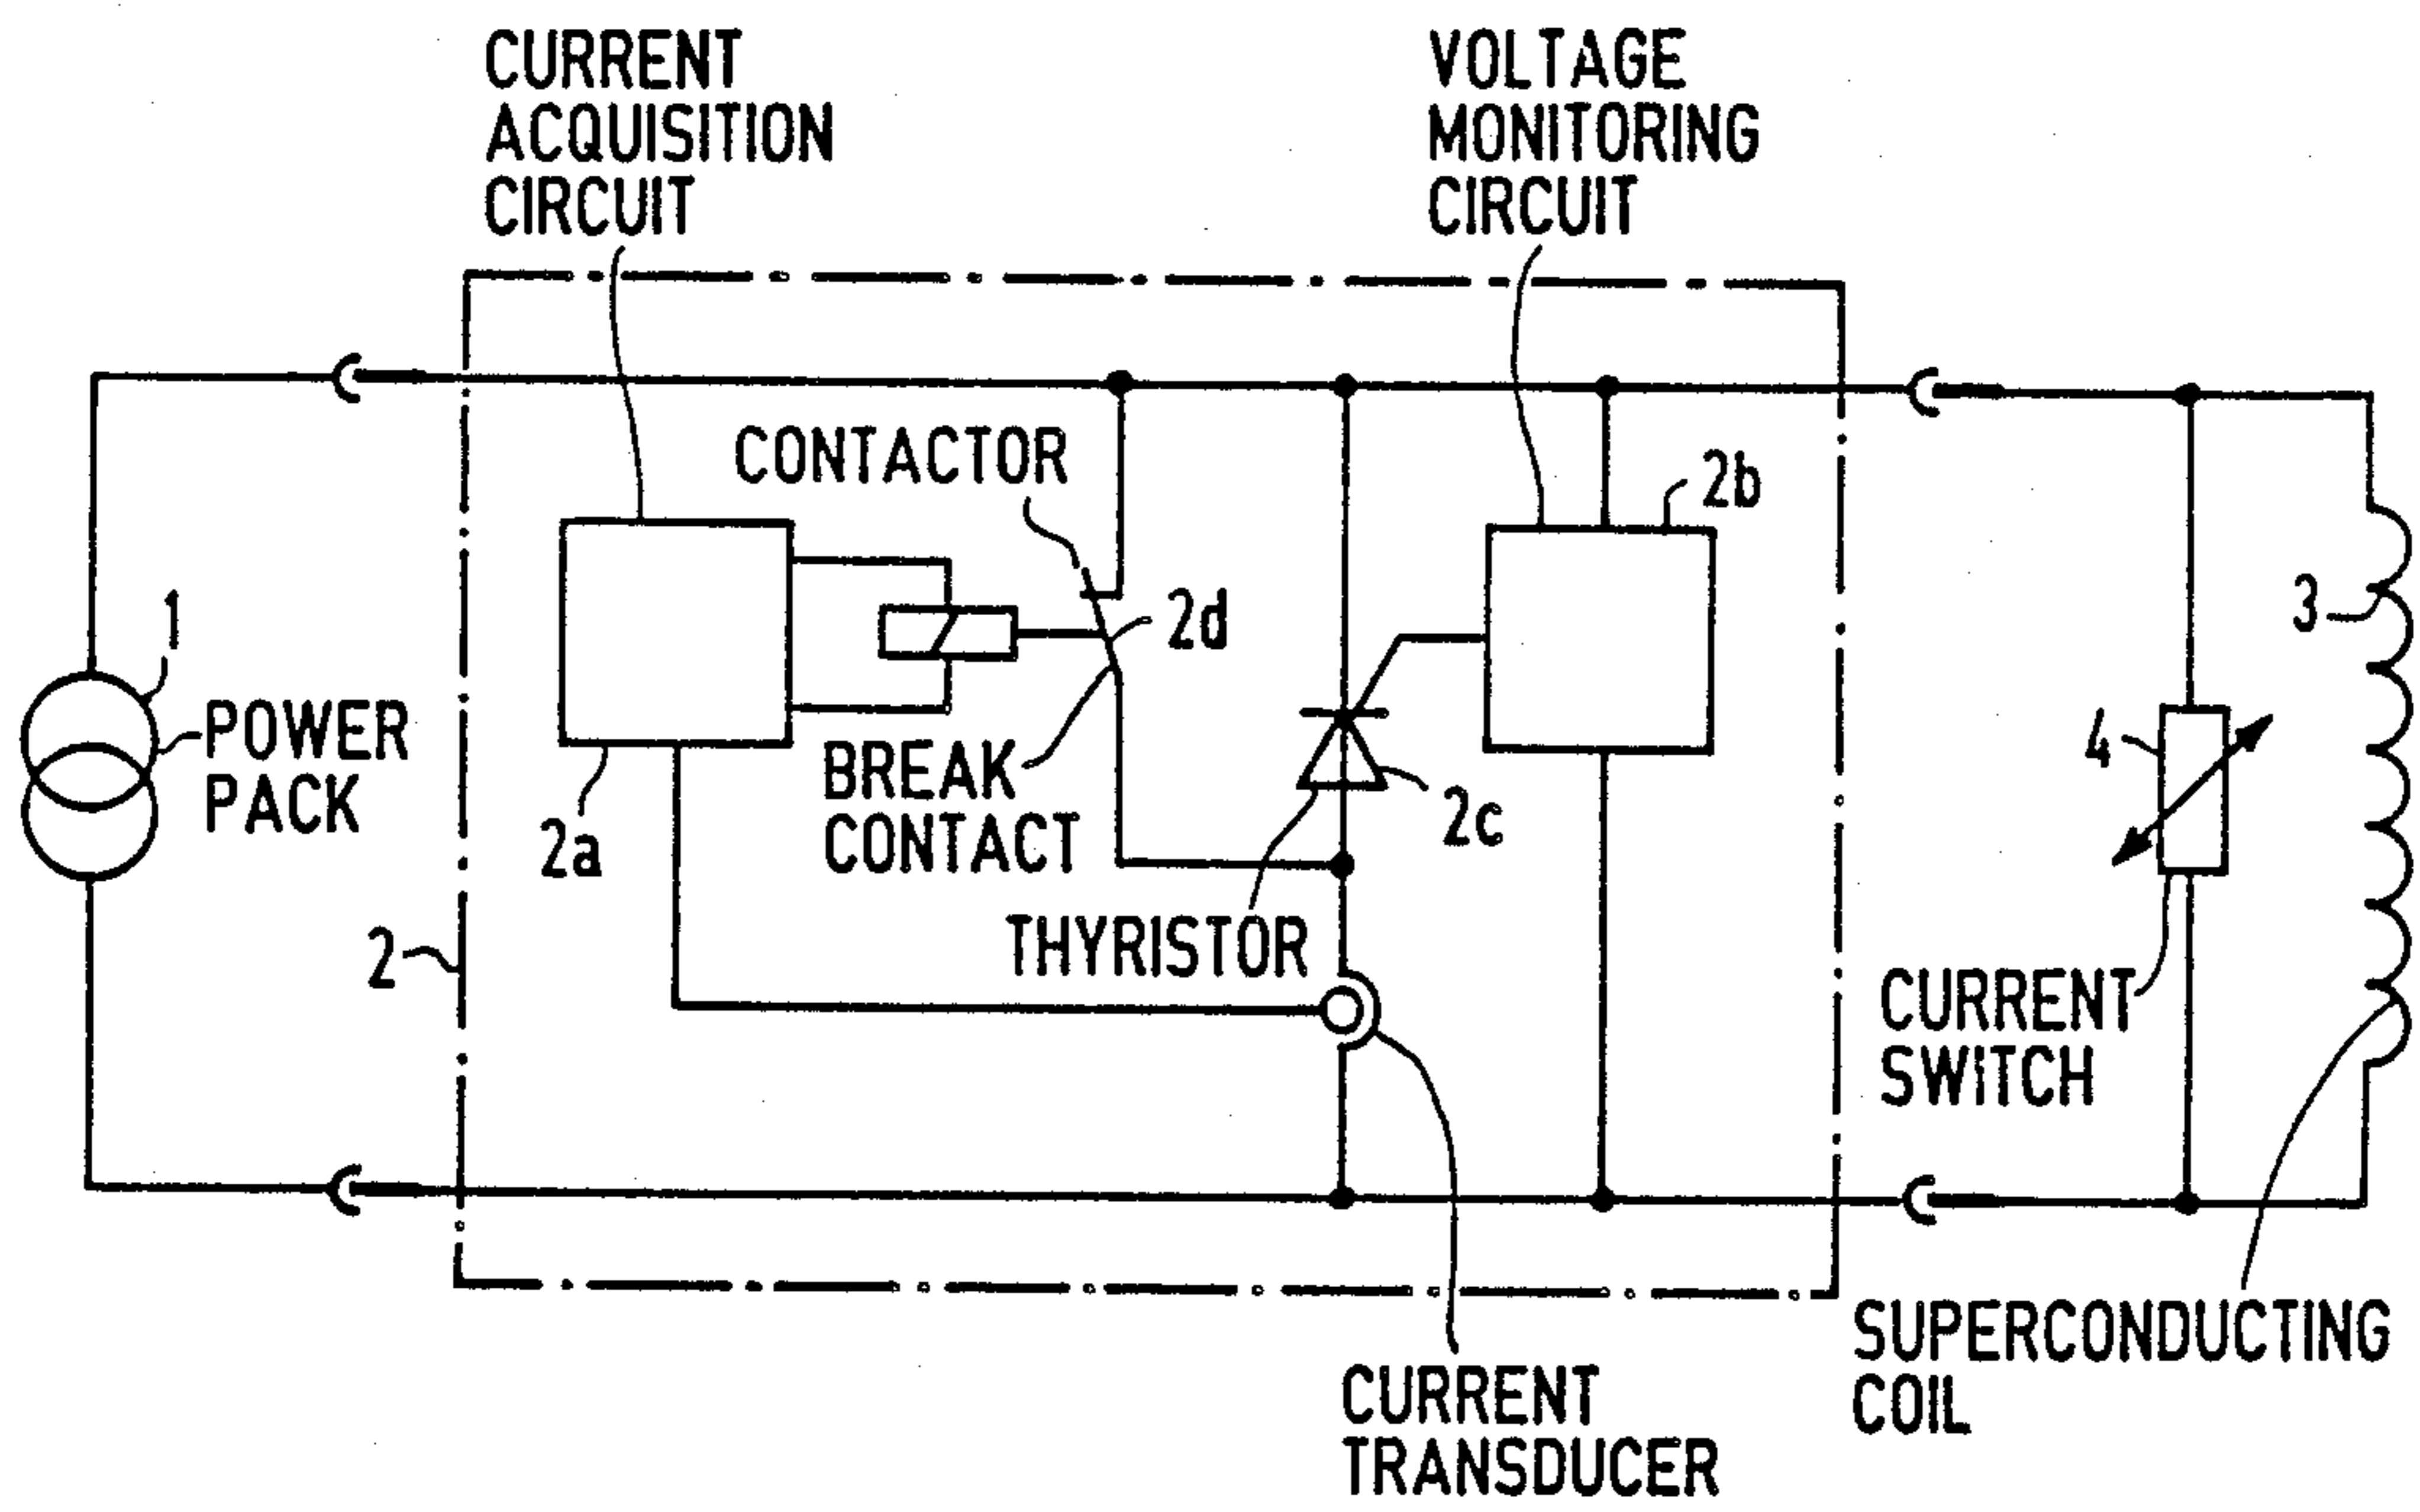 CURRENT
ACQUISITION
CIRCUIT
VOLTAGE
MONITORING
CIRCUIT
CONTACTOR
2b
1
2d
3
POWER
PACK
BREAK
CONTACT
2a
2c
4
THYRISTOR
2
CURRENT
SWITCH
SUPERCONDUCTING
COIL
CURRENT
TRANSDUCER